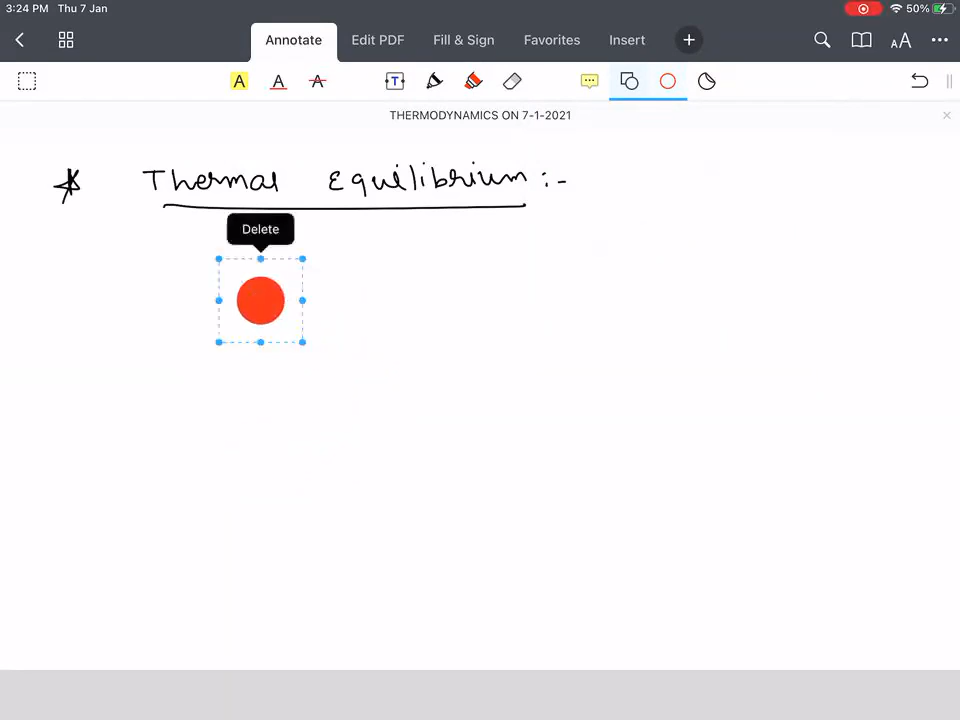 3:24 PM Thu 7 Jan 50%
Annotate Edit PDF Fill & Sign Favorites Insert
AA
A A A T
THERMODYNAMICS ON 7-1-2021
Thermal Equilibrium :-
Delete